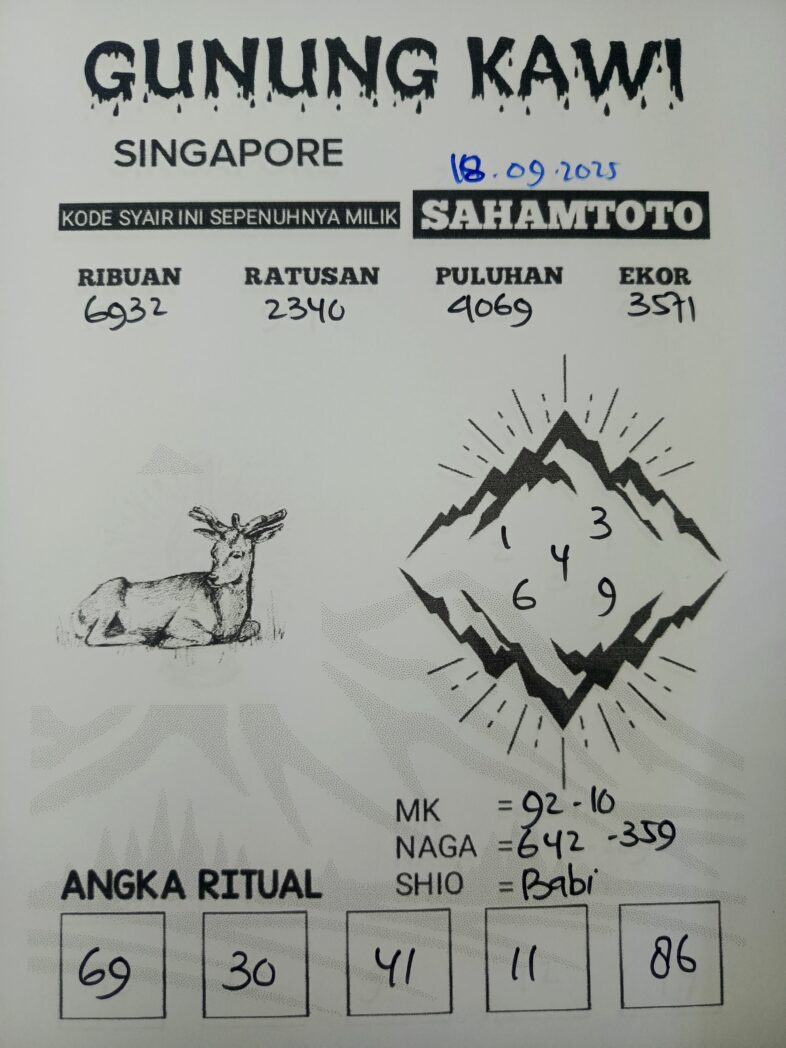 GUNUNG KAWI
SINGAPORE
18.09.2025
KODE SYAIR INI SEPENUHNYA MILIK SAHAMTOTO
RIBUAN RATUSAN PULUHAN EKOR
6932 2340 4069 3571
1 3
4
6 9
MK = 92 - 10
NAGA = 642 - 359
SHIO = Babi
ANGKA RITUAL
69 30 41 11 86